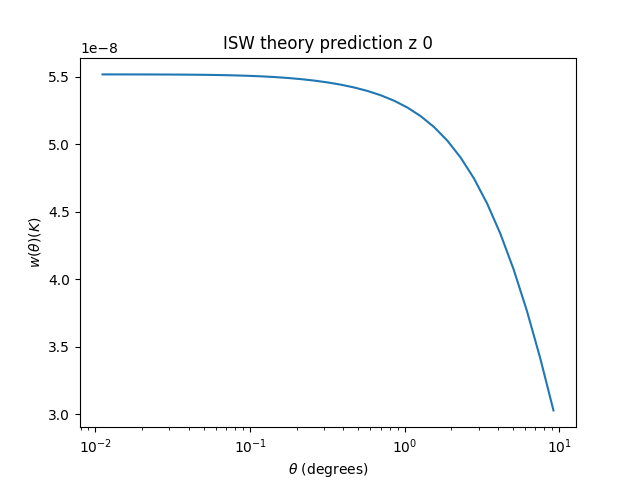 ISW theory prediction z 0
1e−8
5.5
5.0
4.5
4.0
3.5
3.0
w(θ)(K)
10⁻² 10⁻¹ 10⁰ 10¹
θ (degrees)